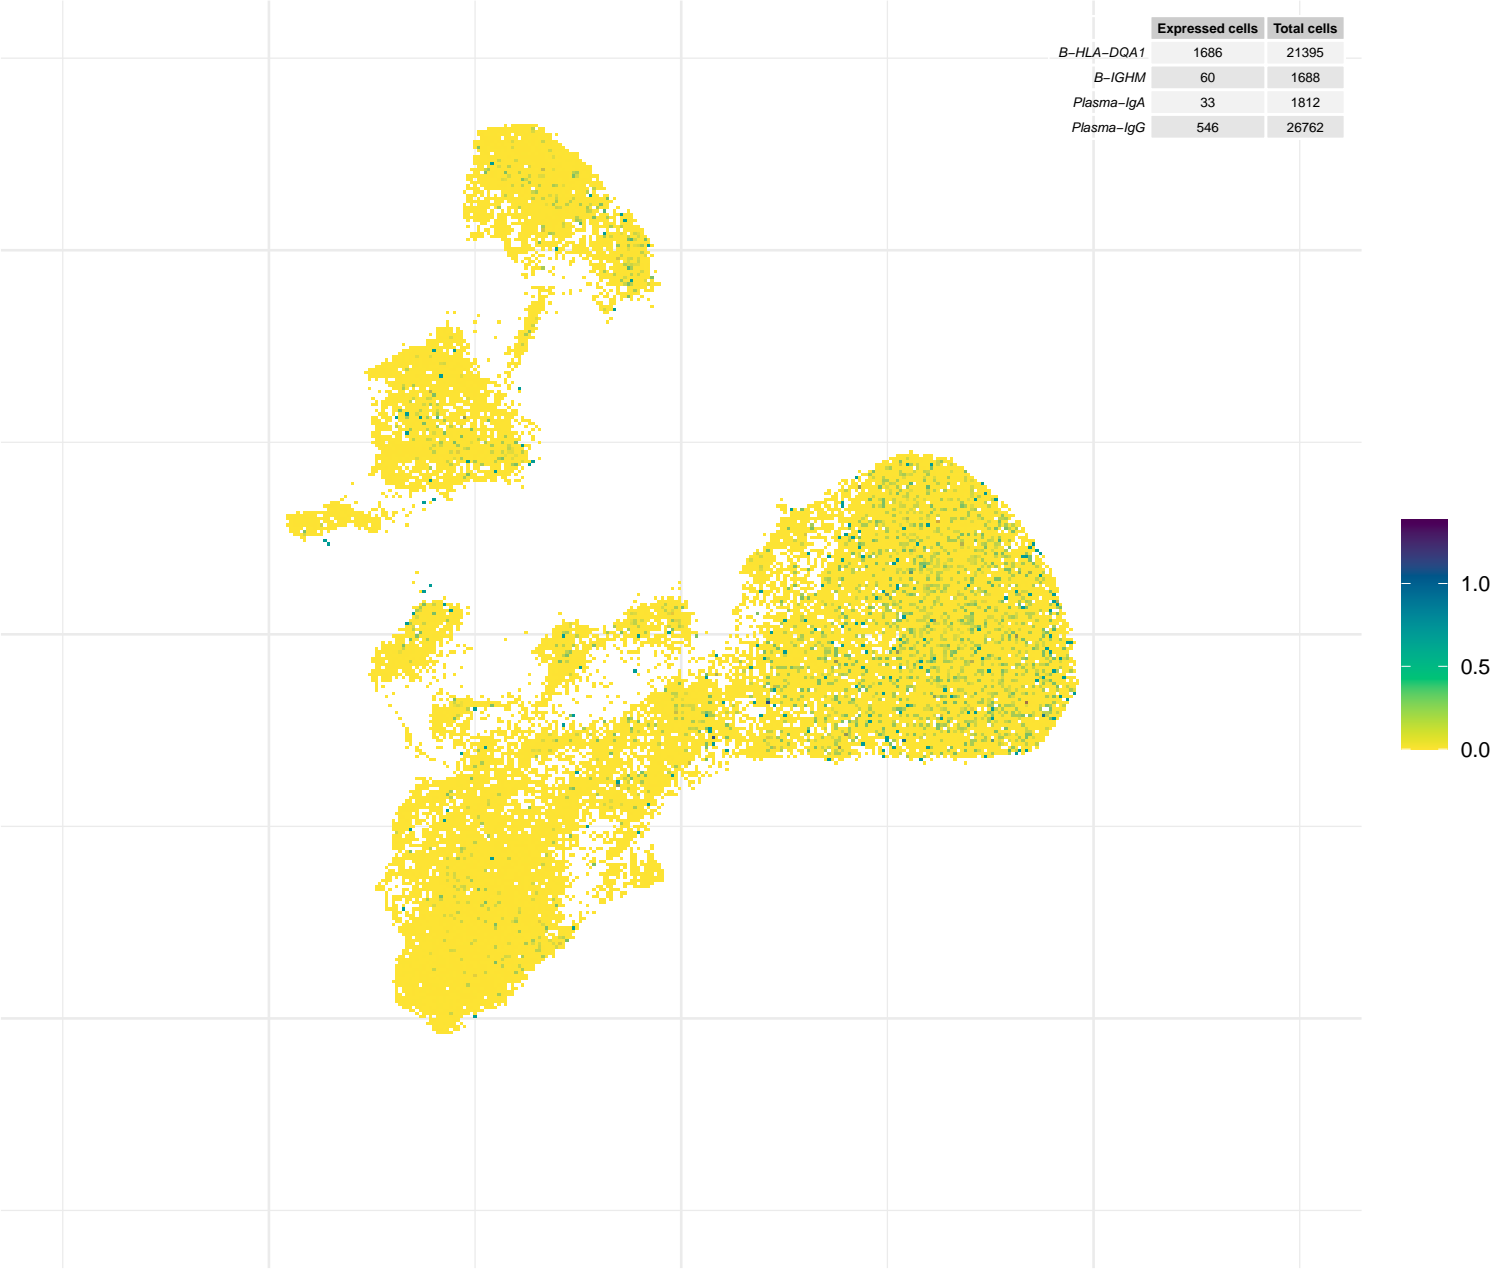 Expressed cells Total cells
B−HLA−DQA1 1686 21395
B−IGHM 60 1688
Plasma−IgA 33 1812
Plasma−IgG 546 26762
1.0
0.5
0.0